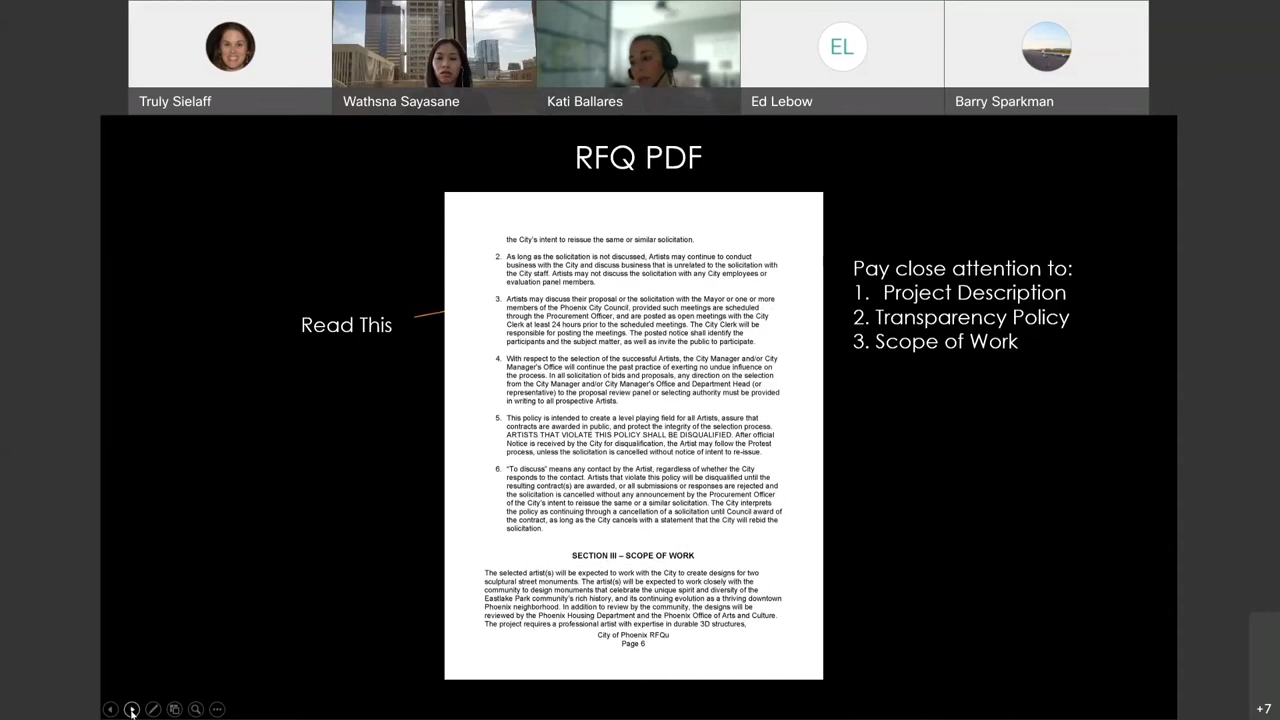 EL
Truly Sielaff
Wathsna Sayasane
Kati Ballares
Ed Lebow
Barry Sparkman
RFQ PDF
Read This
the City's intent to reissue the same or similar solicitation.
2. As long as the solicitation is not discussed, Artists may continue to conduct
business with the City and discuss business that is unrelated to the solicitation with
the City staff. Artists may not discuss the solicitation with any City employees or
evaluation panel members.
3. Artists may discuss their proposal or the solicitation with the Mayor or one or more
members of the Phoenix City Council, provided such meetings are scheduled
through the Procurement Officer, and are posted as open meetings with the City
Clerk at least 24 hours prior to the scheduled meetings. The City Clerk will be
responsible for posting the meetings. The posted notice shall identify the
participants and the subject matter, as well as invite the public to participate.
4. With respect to the selection of the successful Artists, the City Manager and/or City
Manager's Office will continue the past practice of exerting no undue influence on
the process. In all solicitation of bids and proposals, any direction on the selection
from the City Manager and/or City Manager's Office and Department Head (or
representative) to the proposal review panel or selecting authority must be provided
in writing to all prospective Artists.
5. This policy is intended to create a level playing field for all Artists, assure that
contracts are awarded in public, and protect the integrity of the selection process.
ARTISTS THAT VIOLATE THIS POLICY SHALL BE DISQUALIFIED. After official
Notice is received by the City for disqualification, the Artist may follow the Protest
process, unless the solicitation is cancelled without notice of intent to re-issue.
6. "To discuss" means any contact by the Artist, regardless of whether the City
responds to the contact. Artists that violate this policy will be disqualified until the
resulting contract(s) are awarded, or all submissions or responses are rejected and
the solicitation is cancelled without any announcement by the Procurement Officer
of the City's intent to reissue the same or a similar solicitation. The City interprets
the policy as continuing through a cancellation of a solicitation until Council award of
the contract, as long as the City cancels with a statement that the City will rebid the
solicitation.
SECTION III – SCOPE OF WORK
The selected artist(s) will be expected to work with the City to create designs for two
sculptural street monuments. The artist(s) will be expected to work closely with the
community to design monuments that celebrate the unique spirit and diversity of the
Eastlake Park community's rich history, and its continuing evolution as a thriving downtown
Phoenix neighborhood. In addition to review by the community, the designs will be
reviewed by the Phoenix Housing Department and the Phoenix Office of Arts and Culture.
The project requires a professional artist with expertise in durable 3D structures,
City of Phoenix RFQu
Page 6
Pay close attention to:
1. Project Description
2. Transparency Policy
3. Scope of Work
+7